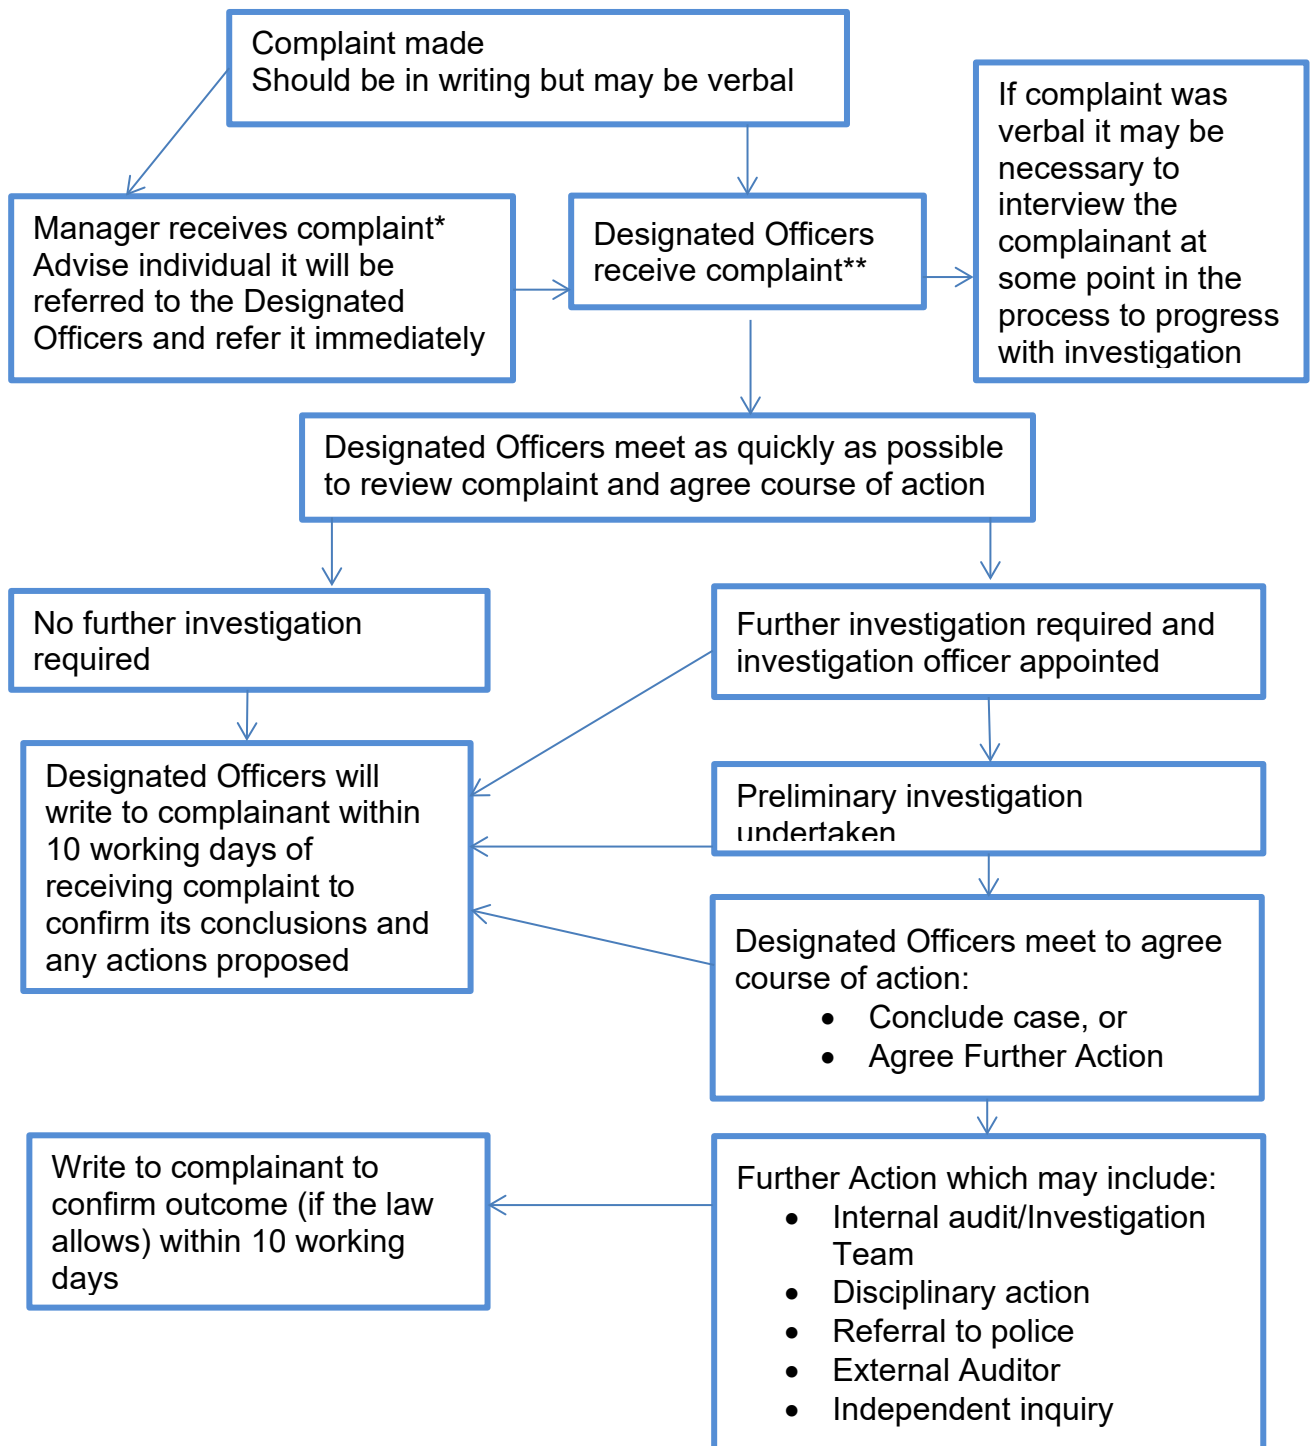 Complaint made
Should be in writing but may be verbal
If complaint was
verbal it may be
necessary to
interview the
complainant at
some point in the
process to progress
with investigation
Manager receives complaint*
Advise individual it will be
referred to the Designated
Officers and refer it immediately
Designated Officers
receive complaint**
Designated Officers meet as quickly as possible
to review complaint and agree course of action
No further investigation
required
Further investigation required and
investigation officer appointed
Designated Officers will
write to complainant within
10 working days of
receiving complaint to
confirm its conclusions and
any actions proposed
Preliminary investigation
undertaken
Designated Officers meet to agree
course of action:
• Conclude case, or
• Agree Further Action
Write to complainant to
confirm outcome (if the law
allows) within 10 working
days
Further Action which may include:
• Internal audit/Investigation
Team
• Disciplinary action
• Referral to police
• External Auditor
• Independent inquiry